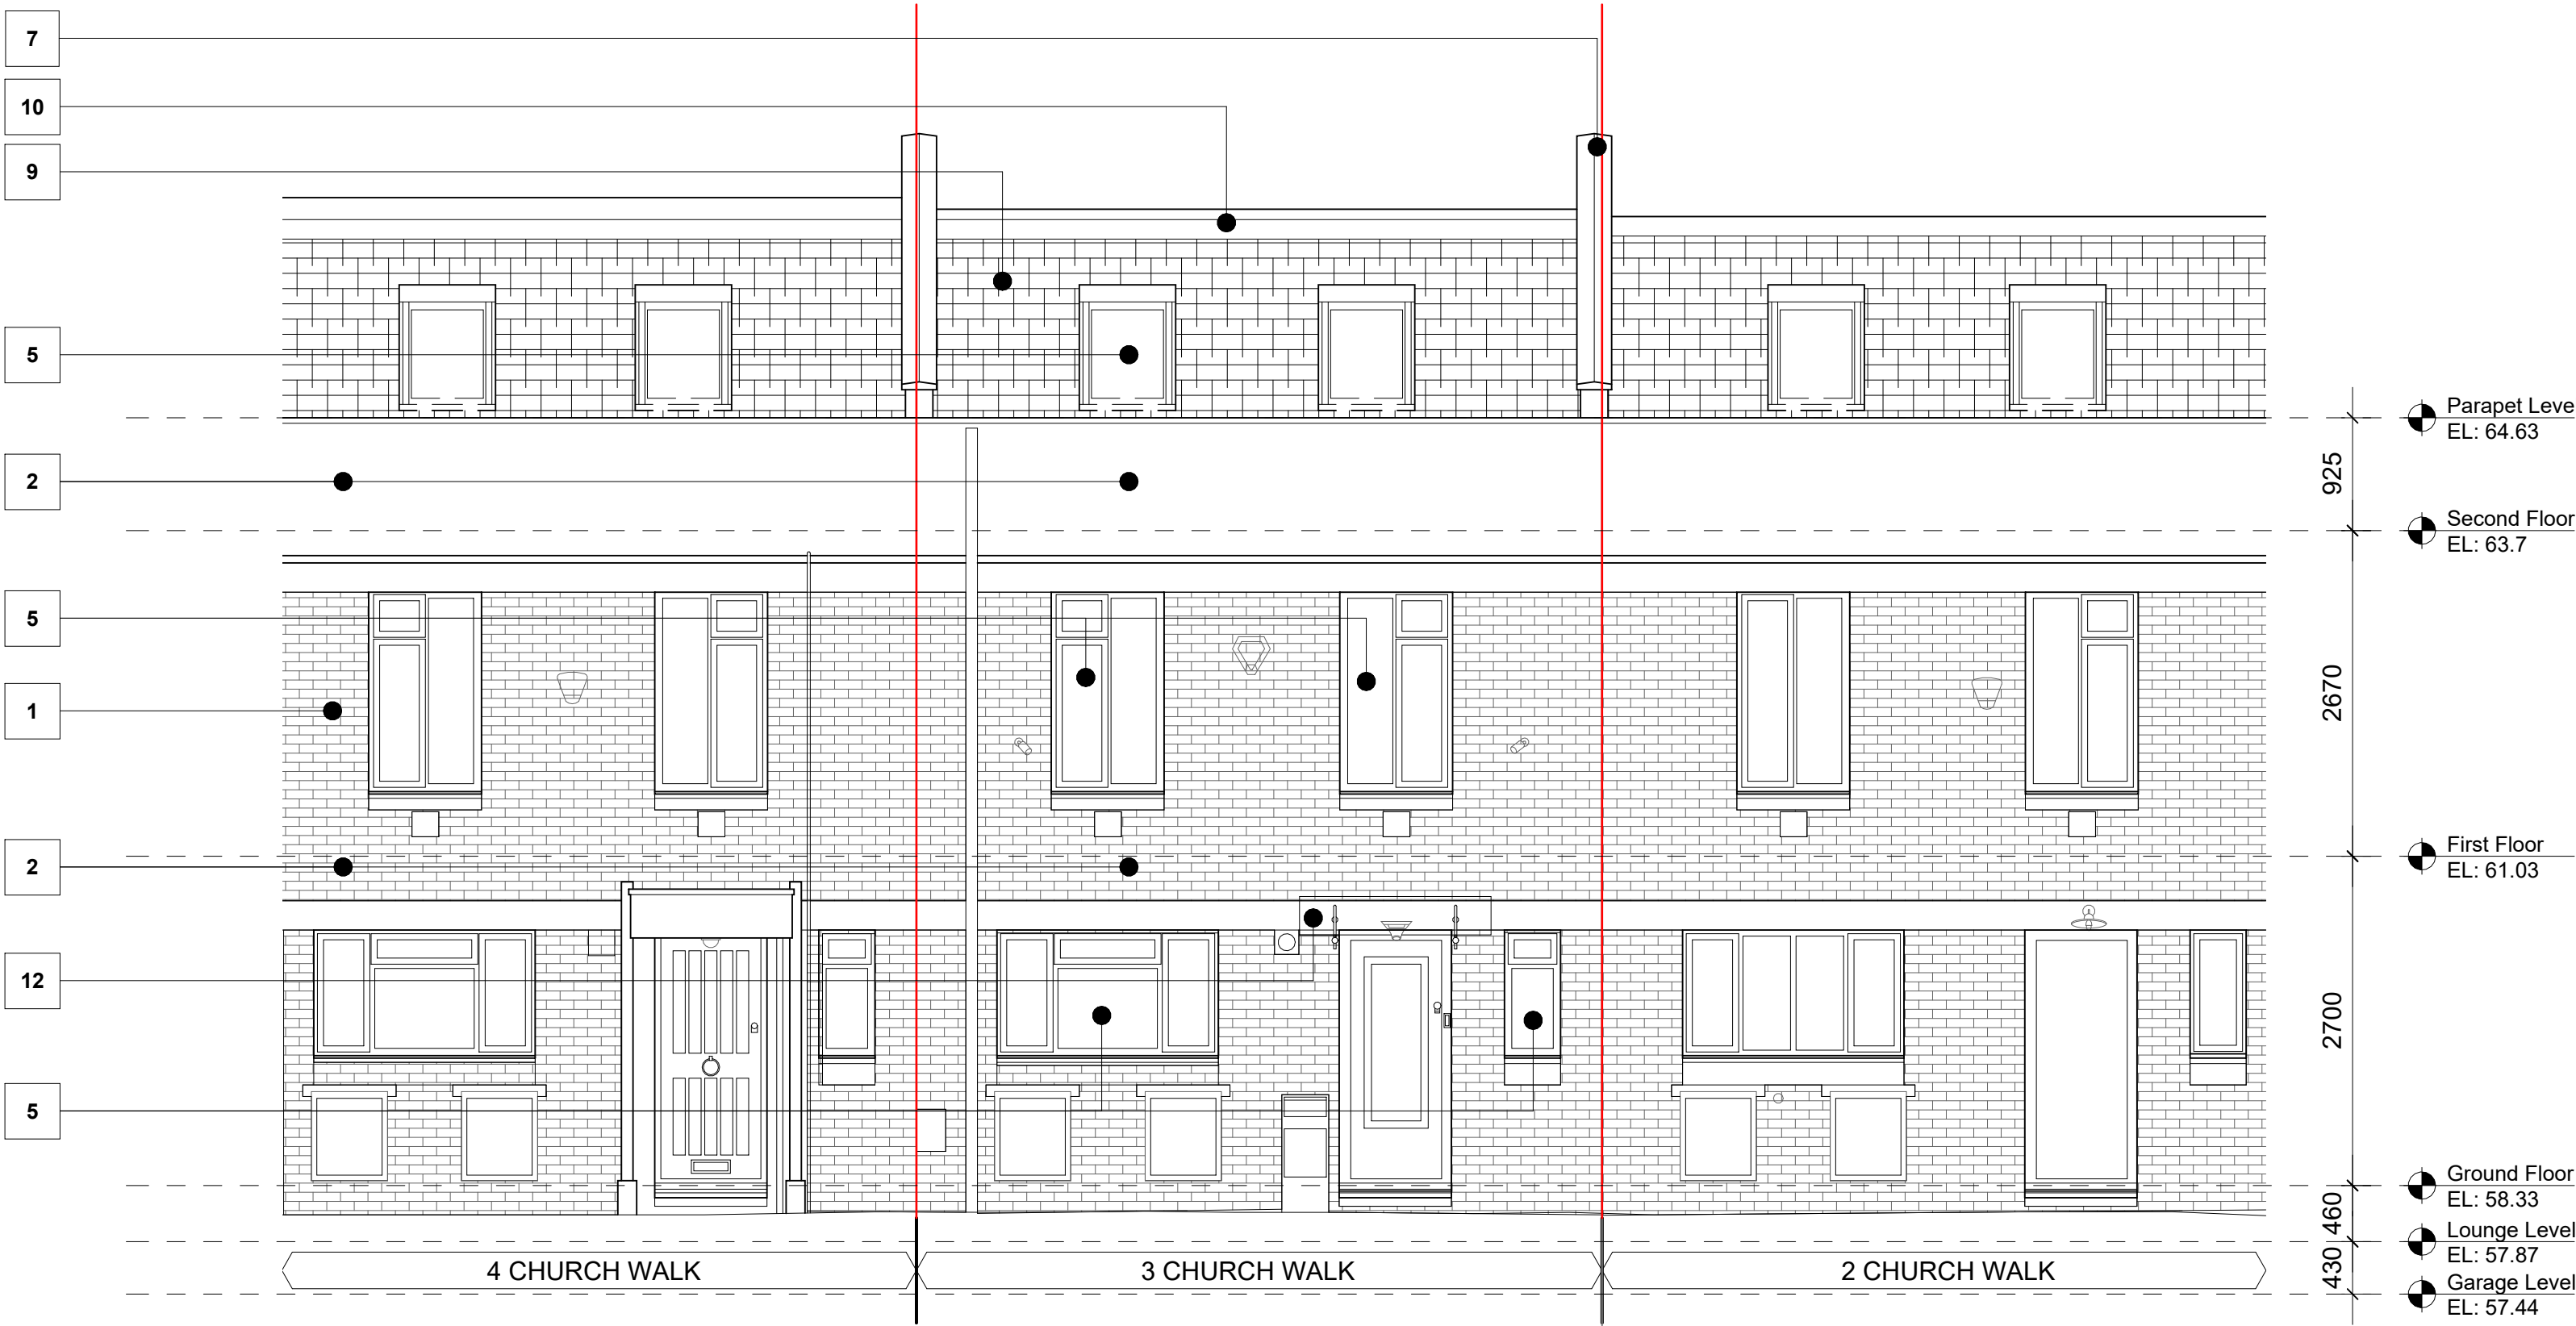 7
10
9
5
2
5
1
2
12
5
Parapet Leve
EL: 64.63
925
Second Floor
EL: 63.7
2670
First Floor
EL: 61.03
2700
Ground Floor
EL: 58.33
460
Lounge Level
EL: 57.87
430
Garage Level
EL: 57.44
4 CHURCH WALK
3 CHURCH WALK
2 CHURCH WALK